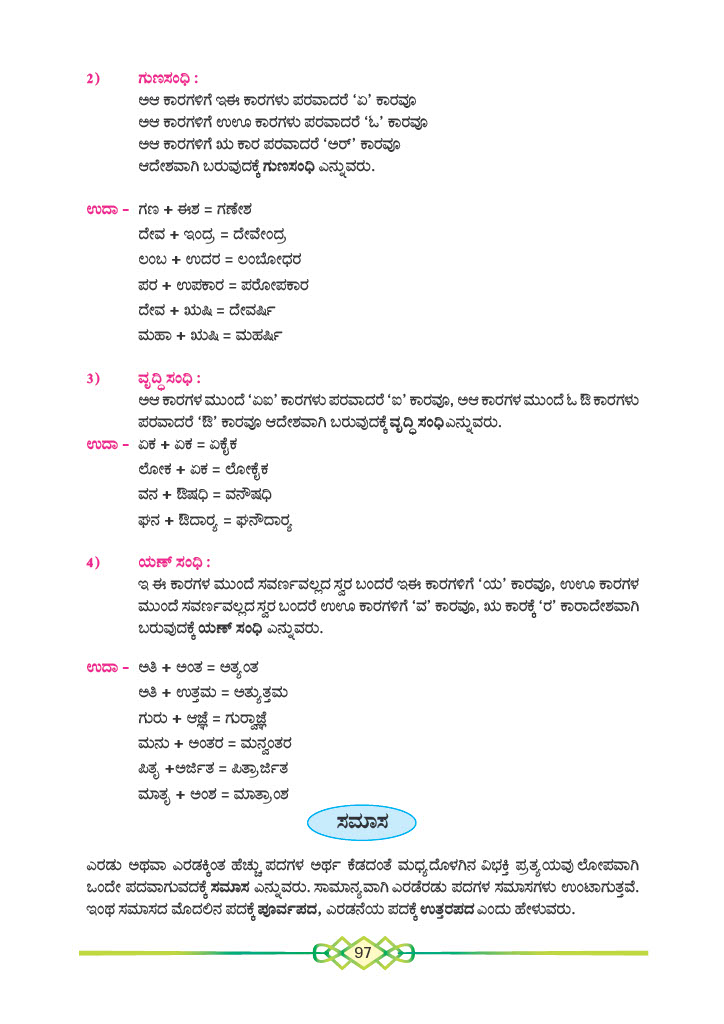 2) ಗುಣಸಂಧಿ :
ಅಆ ಕಾರಗಳಿಗೆ ಇಈ ಕಾರಗಳು ಪರವಾದರೆ ‘ಏ’ ಕಾರವೂ
ಅಆ ಕಾರಗಳಿಗೆ ಉಊ ಕಾರಗಳು ಪರವಾದರೆ ‘ಓ’ ಕಾರವೂ
ಅಆ ಕಾರಗಳಿಗೆ ಋ ಕಾರ ಪರವಾದರೆ ‘ಅರ್’ ಕಾರವೂ
ಆದೇಶವಾಗಿ ಬರುವುದಕ್ಕೆ ಗುಣಸಂಧಿ ಎನ್ನುವರು.
ಉದಾ - ಗಣ + ಈಶ = ಗಣೇಶ
ದೇವ + ಇಂದ್ರ = ದೇವೇಂದ್ರ
ಲಂಬ + ಉದರ = ಲಂಬೋಧರ
ಪರ + ಉಪಕಾರ = ಪರೋಪಕಾರ
ದೇವ + ಋಷಿ = ದೇವರ್ಷಿ
ಮಹಾ + ಋಷಿ = ಮಹರ್ಷಿ
3) ವೃದ್ಧಿ ಸಂಧಿ :
ಅಆ ಕಾರಗಳ ಮುಂದೆ ‘ಏಐ’ ಕಾರಗಳು ಪರವಾದರೆ ‘ಐ’ ಕಾರವೂ, ಅಆ ಕಾರಗಳ ಮುಂದೆ ಓ ಔ ಕಾರಗಳು
ಪರವಾದರೆ ‘ಔ’ ಕಾರವೂ ಆದೇಶವಾಗಿ ಬರುವುದಕ್ಕೆ ವೃದ್ಧಿ ಸಂಧಿ ಎನ್ನುವರು.
ಉದಾ - ಏಕ + ಏಕ = ಏಕೈಕ
ಲೋಕ + ಏಕ = ಲೋಕೈಕ
ವನ + ಔಷಧಿ = ವನೌಷಧಿ
ಘನ + ಔದಾರ‍್ಯ = ಘನೌದಾರ‍್ಯ
4) ಯಣ್ ಸಂಧಿ :
ಇ ಈ ಕಾರಗಳ ಮುಂದೆ ಸವರ್ಣವಲ್ಲದ ಸ್ವರ ಬಂದರೆ ಇಈ ಕಾರಗಳಿಗೆ ‘ಯ’ ಕಾರವೂ, ಉಊ ಕಾರಗಳ
ಮುಂದೆ ಸವರ್ಣವಲ್ಲದ ಸ್ವರ ಬಂದರೆ ಉಊ ಕಾರಗಳಿಗೆ ‘ವ’ ಕಾರವೂ, ಋ ಕಾರಕ್ಕೆ ‘ರ’ ಕಾರಾದೇಶವಾಗಿ
ಬರುವುದಕ್ಕೆ ಯಣ್ ಸಂಧಿ ಎನ್ನುವರು.
ಉದಾ - ಅತಿ + ಅಂತ = ಅತ್ಯಂತ
ಅತಿ + ಉತ್ತಮ = ಅತ್ಯುತ್ತಮ
ಗುರು + ಆಜ್ಞೆ = ಗುರ‍್ವಾಜ್ಞೆ
ಮನು + ಅಂತರ = ಮನ್ವಂತರ
ಪಿತೃ +ಅರ್ಜಿತ = ಪಿತ್ರಾರ್ಜಿತ
ಮಾತೃ + ಅಂಶ = ಮಾತ್ರಾಂಶ
ಸಮಾಸ
ಎರಡು ಅಥವಾ ಎರಡಕ್ಕಿಂತ ಹೆಚ್ಚು ಪದಗಳ ಅರ್ಥ ಕೆಡದಂತೆ ಮಧ್ಯದೊಳಗಿನ ವಿಭಕ್ತಿ ಪ್ರತ್ಯಯವು ಲೋಪವಾಗಿ
ಒಂದೇ ಪದವಾಗುವದಕ್ಕೆ ಸಮಾಸ ಎನ್ನುವರು. ಸಾಮಾನ್ಯವಾಗಿ ಎರಡೆರಡು ಪದಗಳ ಸಮಾಸಗಳು ಉಂಟಾಗುತ್ತವೆ.
ಇಂಥ ಸಮಾಸದ ಮೊದಲಿನ ಪದಕ್ಕೆ ಪೂರ್ವಪದ, ಎರಡನೆಯ ಪದಕ್ಕೆ ಉತ್ತರಪದ ಎಂದು ಹೇಳುವರು.
97